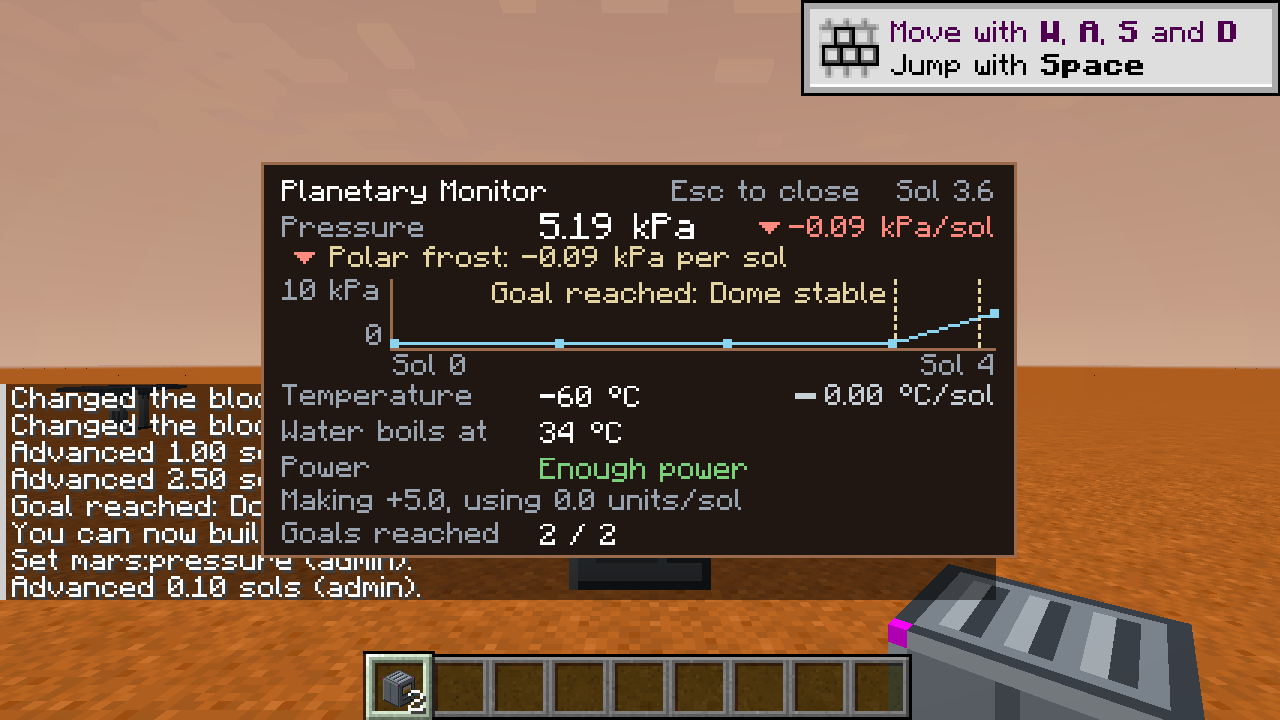 Move with W, A, S and D
Jump with Space
Planetary Monitor Esc to close Sol 3.6
Pressure 5.19 kPa −0.09 kPa/sol
Polar frost: −0.09 kPa per sol
10 kPa Goal reached: Dome stable
0
Sol 0 Sol 4
Temperature −60 °C 0.00 °C/sol
Water boils at 34 °C
Power Enough power
Making +5.0, using 0.0 units/sol
Goals reached 2 / 2
Changed the
Changed the
Advanced 1.00
Advanced 2.50
Goal reached:
You can now
Set mars:pressure (admin).
Advanced 0.10 sols (admin).
2